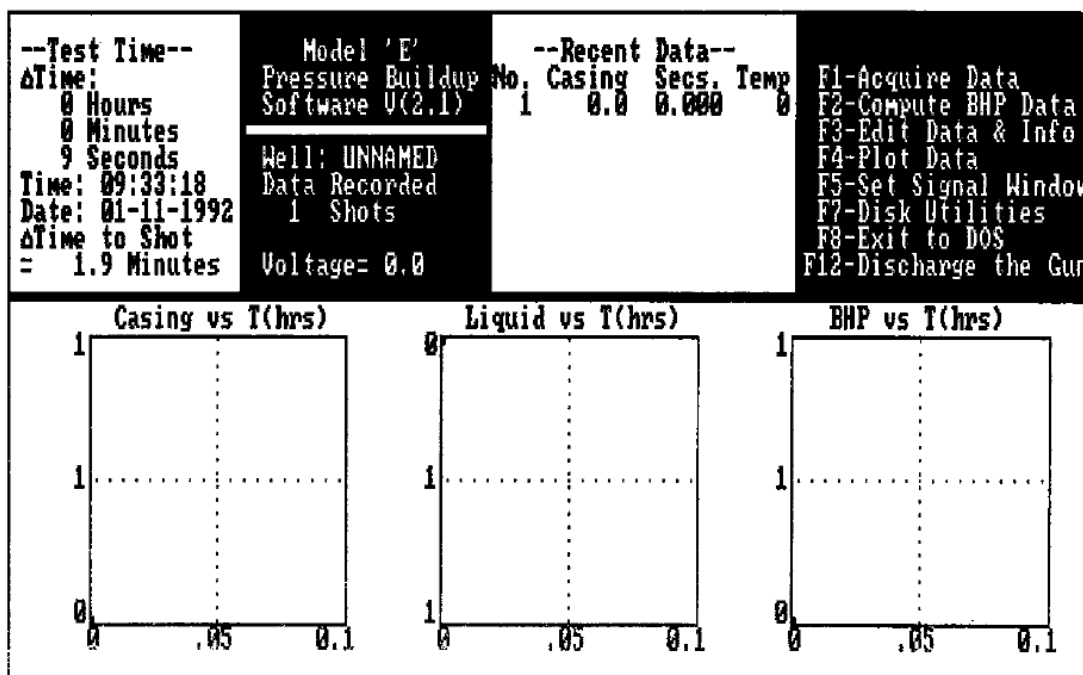 --Test Time--
ΔTime:
0 Hours
0 Minutes
9 Seconds
Time: 09:33:18
Date: 01-11-1992
ΔTime to Shot
= 1.9 Minutes
Model 'E'
Pressure Buildup
Software V(2.1)
Well: UNNAMED
Data Recorded
1 Shots
Voltage= 0.0
--Recent Data--
No. Casing Secs. Temp
1 0.0 0.000 0
F1-Acquire Data
F2-Compute BHP Data
F3-Edit Data & Info
F4-Plot Data
F5-Set Signal Window
F7-Disk Utilities
F8-Exit to DOS
F12-Discharge the Gun
Casing vs T(hrs)
1
1
0
0 .05 0.1
Liquid vs T(hrs)
0
1
1
0 .05 0.1
BHP vs T(hrs)
1
1
0
0 .05 0.1